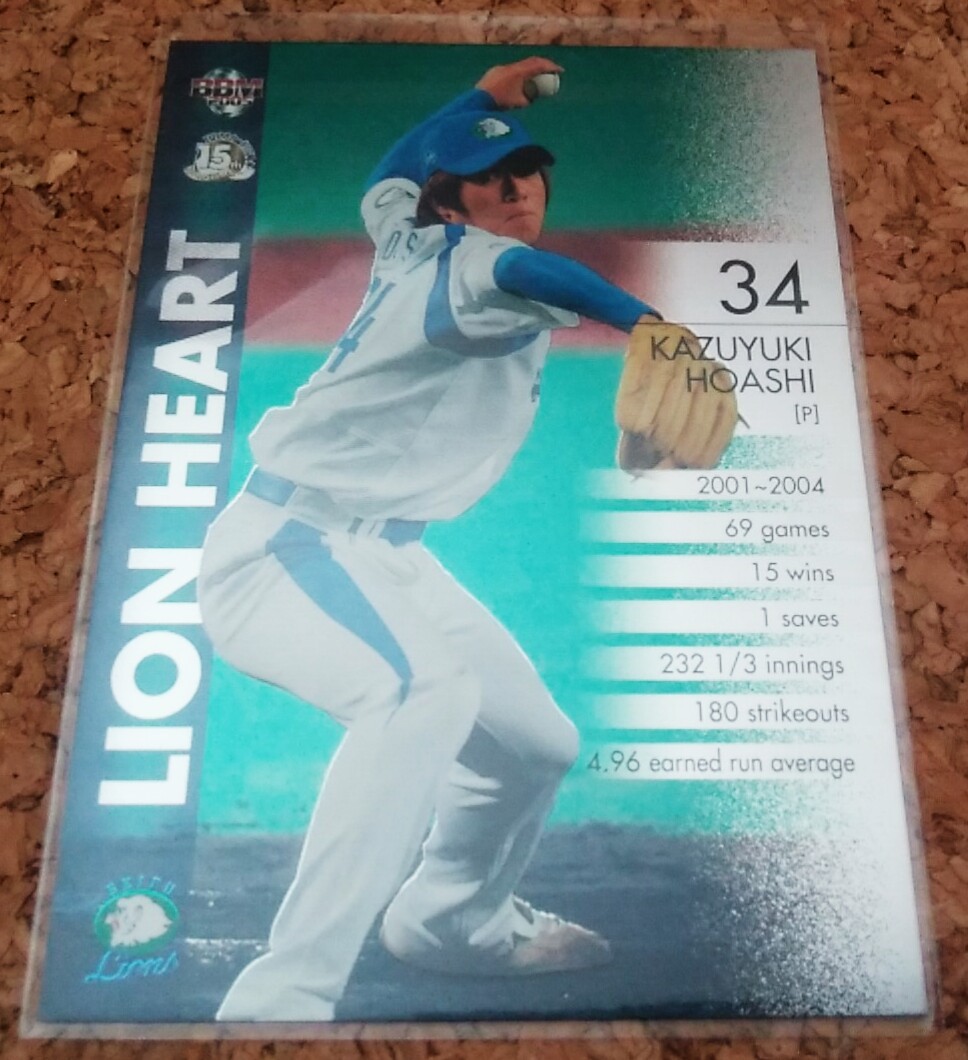 BBM
2005
15
LION HEART
34
KAZUYUKI
HOASHI
[P]
2001~2004
69 games
15 wins
1 saves
232 1/3 innings
180 strikeouts
4.96 earned run average
SEIBU
Lions